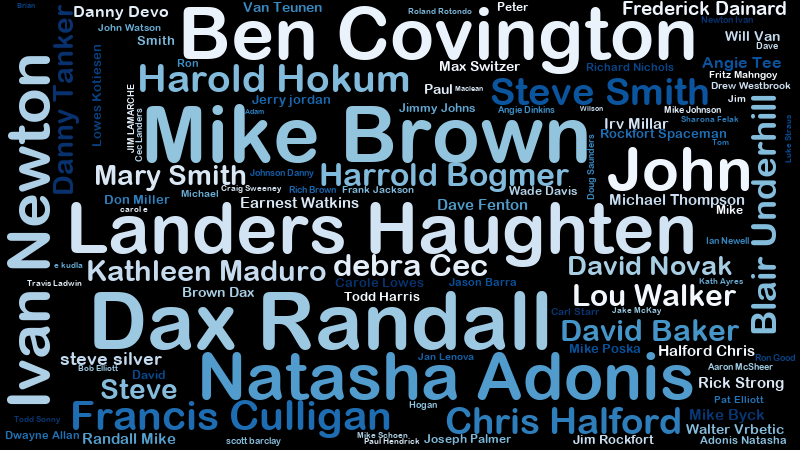 Brian
Danny Devo
Van Teunen
Roland Rotondo
Peter
Frederick Dainard
Newton Ivan
John Watson
Smith
Ben Covington
Will Van
Dave
Danny Tanker
Lowes Kotiesen
Ron
Harold Hokum
Max Switzer
Richard Nichols
Angie Tee
Fritz Mahngoy
Drew Westbrook
JIM LAMARCHE
Cec Landers
Jerry jordan
Paul
Maclean
Steve Smith
Jim
Jimmy Johns
Angie Dinkins
Wilson
Mike Johnson
Adam
Mike Brown
Irv Millar
Sharona Felak
Rockfort Spaceman
Tom
Luke Straus
Ivan Newton
Mary Smith
Johnson Danny
Harrold Bogmer
Doug Saunders
John
Blair Underhill
Craig Sweeney
Rich Brown
Frank Jackson
Wade Davis
Don Miller
Michael
Earnest Watkins
Dave Fenton
Michael Thompson
carol e
Mike
Landers Haughten
Ian Newell
e kudla
Kathleen Maduro
debra Cec
David Novak
Travis Ladwin
Brown Dax
Carole Lowes
Jason Barra
Kath Ayres
Todd Harris
Lou Walker
Dax Randall
Carl Starr
Jake McKay
David Baker
steve silver
Jan Lenova
Mike Poska
Halford Chris
Ron Good
Bob Elliott
David
Natasha Adonis
Aaron McSheer
Steve
Rick Strong
Pat Elliott
Hogan
Todd Sonny
Francis Culligan
Chris Halford
Mike Byck
Dwayne Allan
Randall Mike
scott barclay
Mike Schoen
Paul Hendrick
Joseph Palmer
Jim Rockfort
Walter Vrbetic
Adonis Natasha